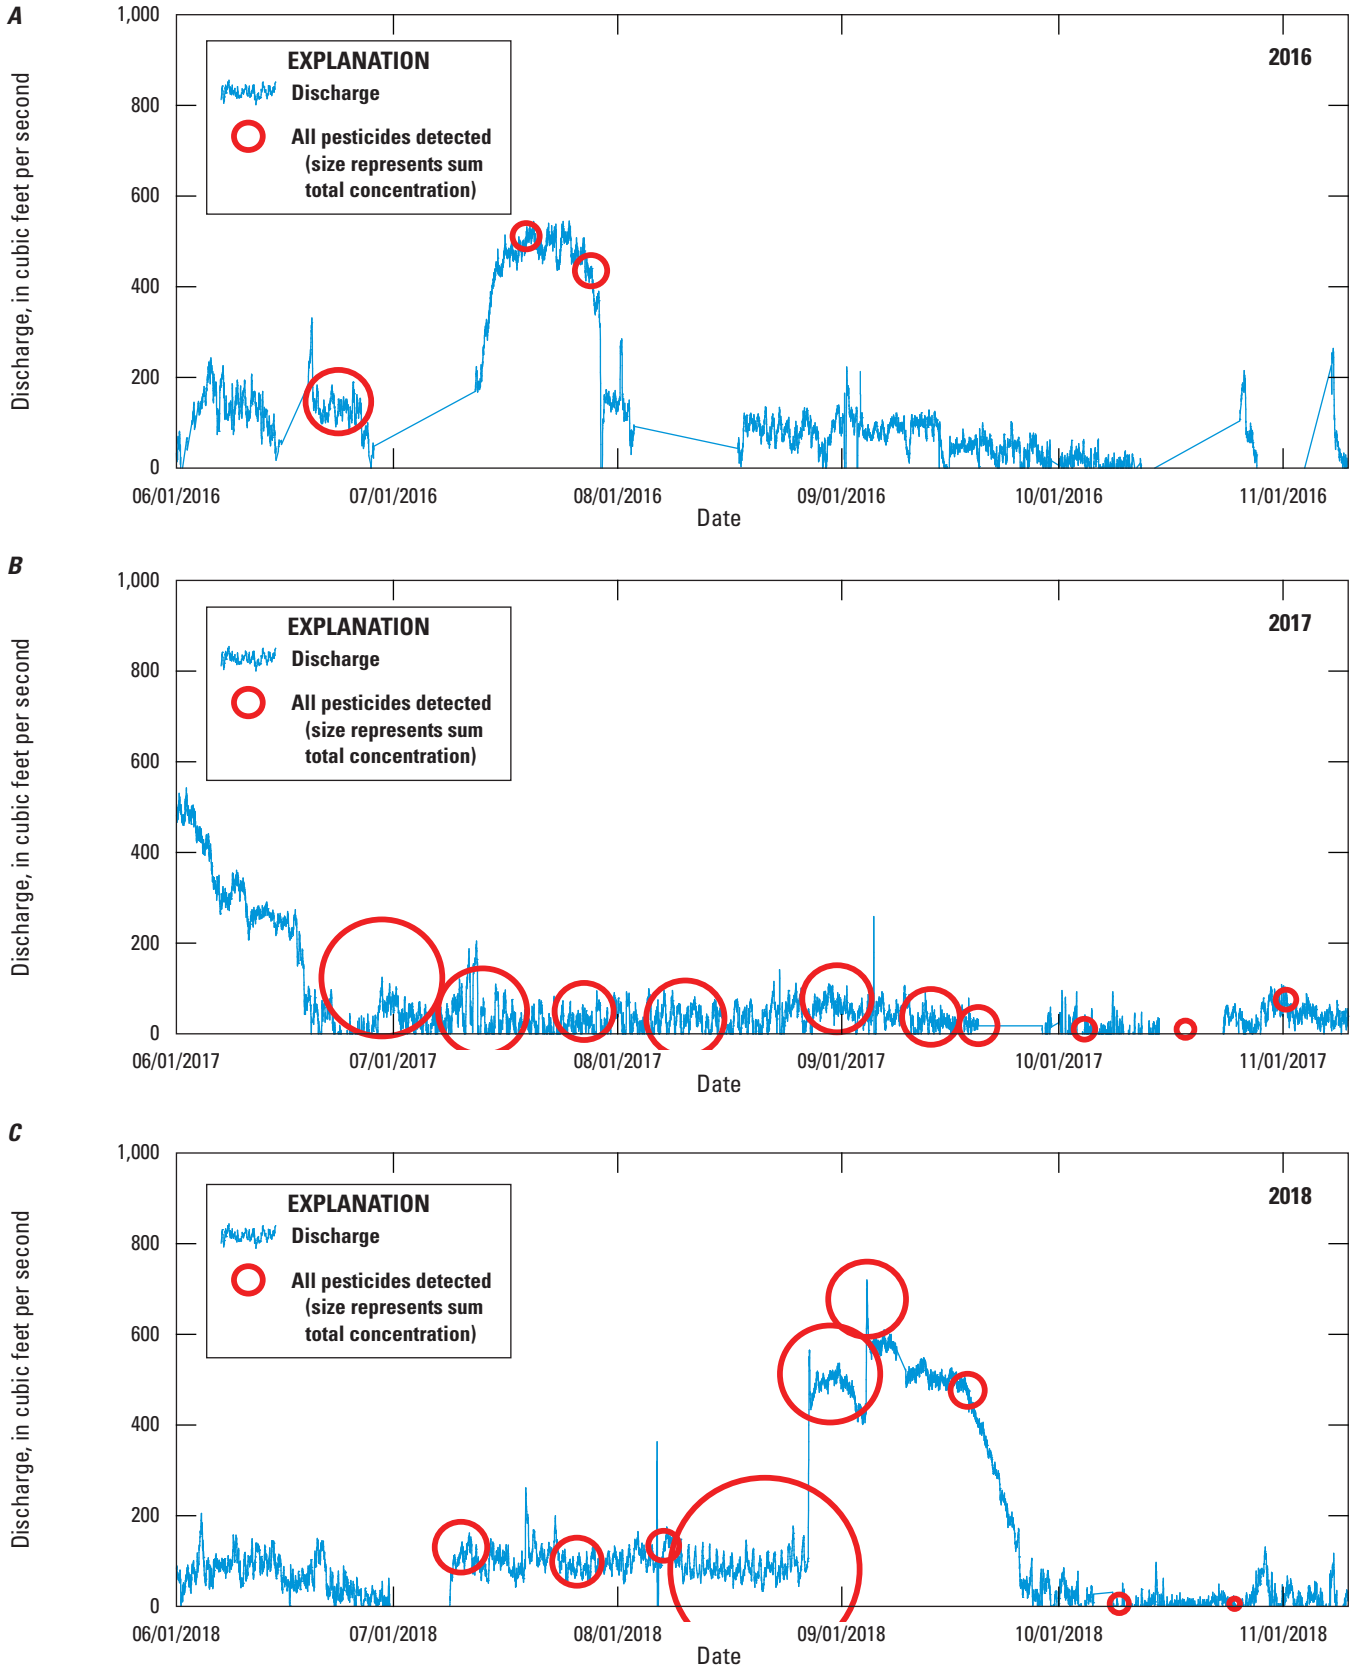 A
1,000
800
600
400
200
0
Discharge, in cubic feet per second
EXPLANATION
Discharge
All pesticides detected
(size represents sum
total concentration)
2016
06/01/2016 07/01/2016 08/01/2016 09/01/2016 10/01/2016 11/01/2016
Date
B
1,000
800
600
400
200
0
Discharge, in cubic feet per second
EXPLANATION
Discharge
All pesticides detected
(size represents sum
total concentration)
2017
06/01/2017 07/01/2017 08/01/2017 09/01/2017 10/01/2017 11/01/2017
Date
C
1,000
800
600
400
200
0
Discharge, in cubic feet per second
EXPLANATION
Discharge
All pesticides detected
(size represents sum
total concentration)
2018
06/01/2018 07/01/2018 08/01/2018 09/01/2018 10/01/2018 11/01/2018
Date